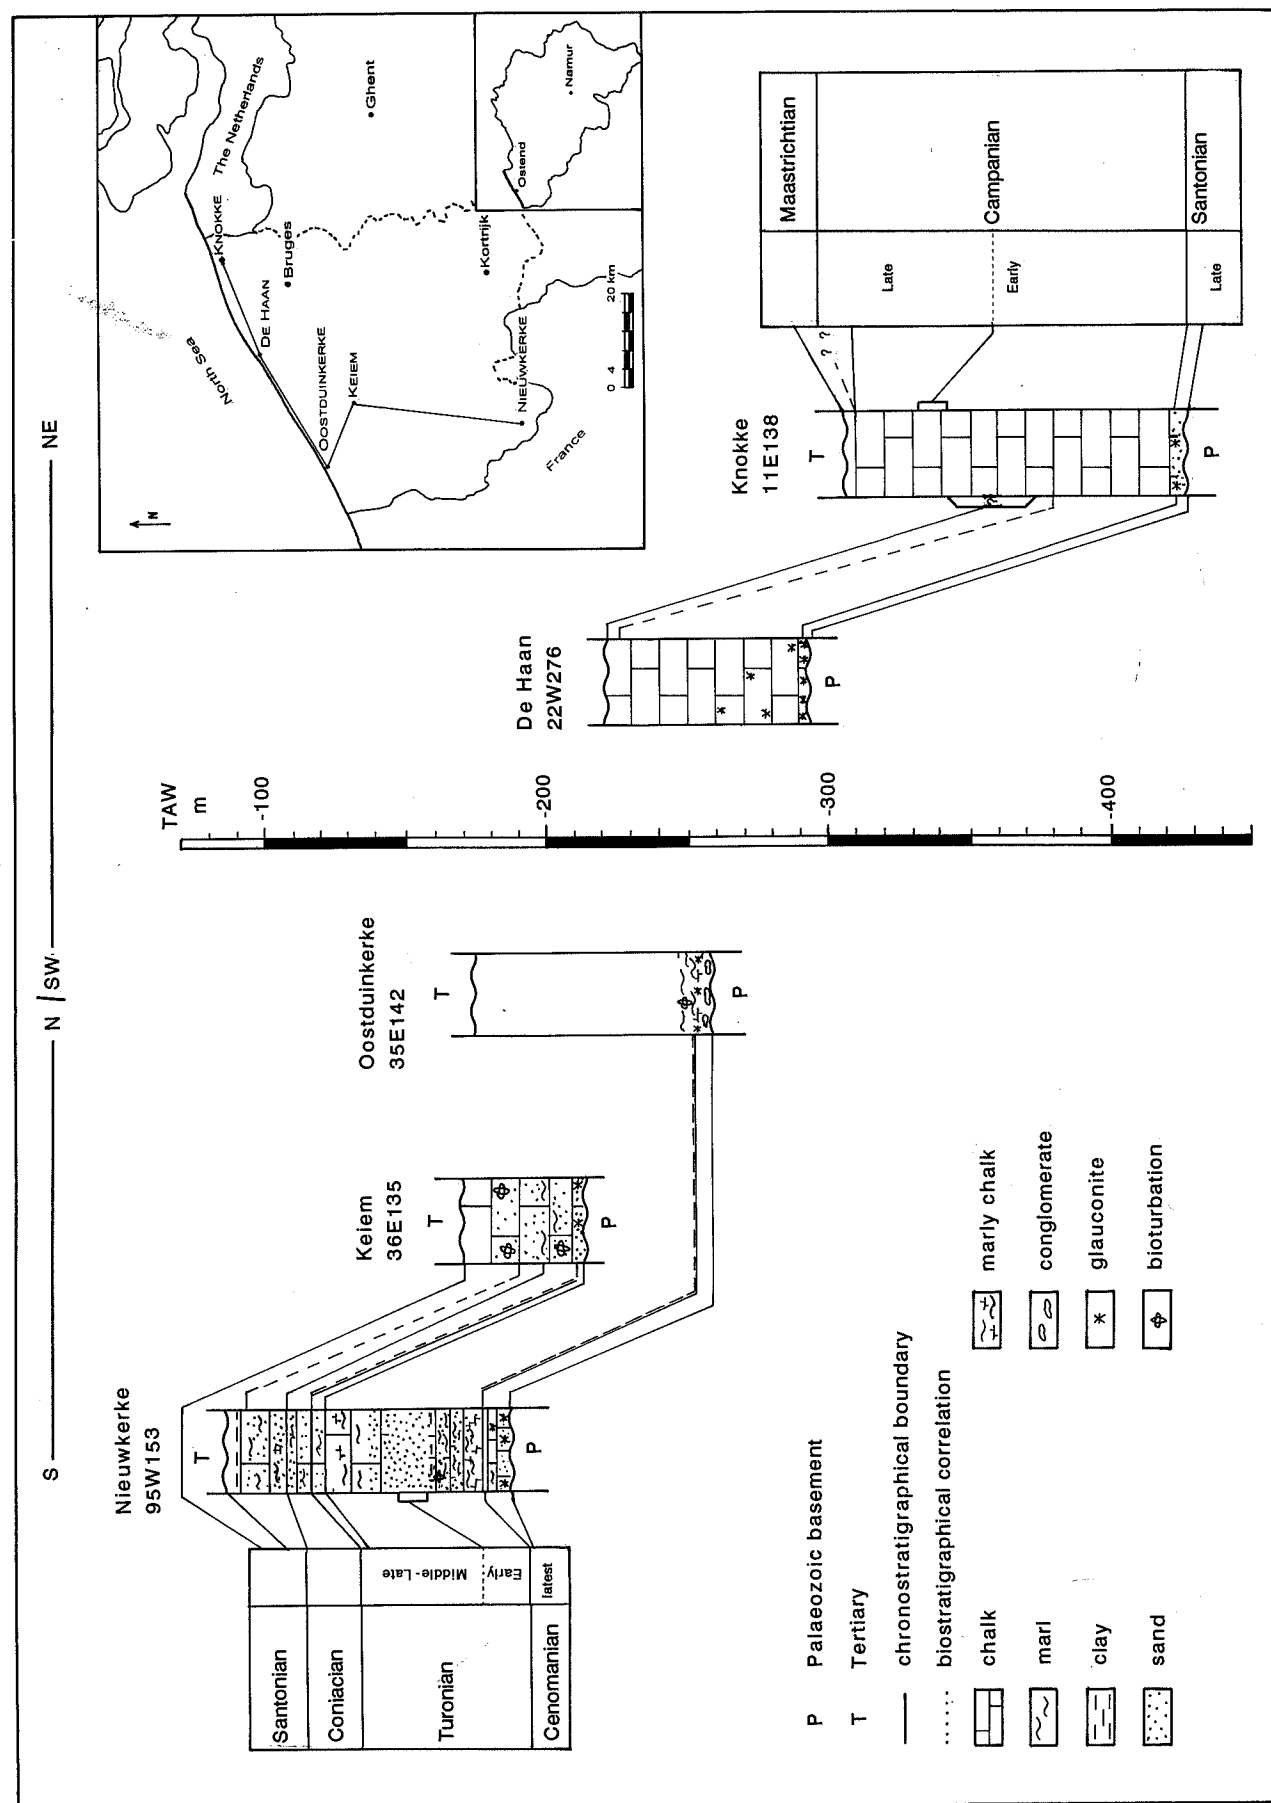 S
N / SW
NE
Nieuwkerke
95W153
T
P
Keiem
36E135
T
P
Oostduinkerke
35E142
T
P
TAW
m
-100
-200
-300
-400
De Haan
22W276
P
Knokke
11E138
T
P
? ?
Santonian
Coniacian
Turonian
Middle-Late
Early
Cenomanian
latest
Maastrichtian
Campanian
Late
Early
Santonian
Late
North Sea
The Netherlands
KNOKKE
DE HAAN
Bruges
Ghent
OOSTDUINKERKE
KEIEM
Kortrijk
NIEUWKERKE
France
N
0 4 20 km
Ostend
Namur
P Palaeozoic basement
T Tertiary
chronostratigraphical boundary
biostratigraphical correlation
chalk
marl
clay
sand
marly chalk
conglomerate
glauconite
bioturbation